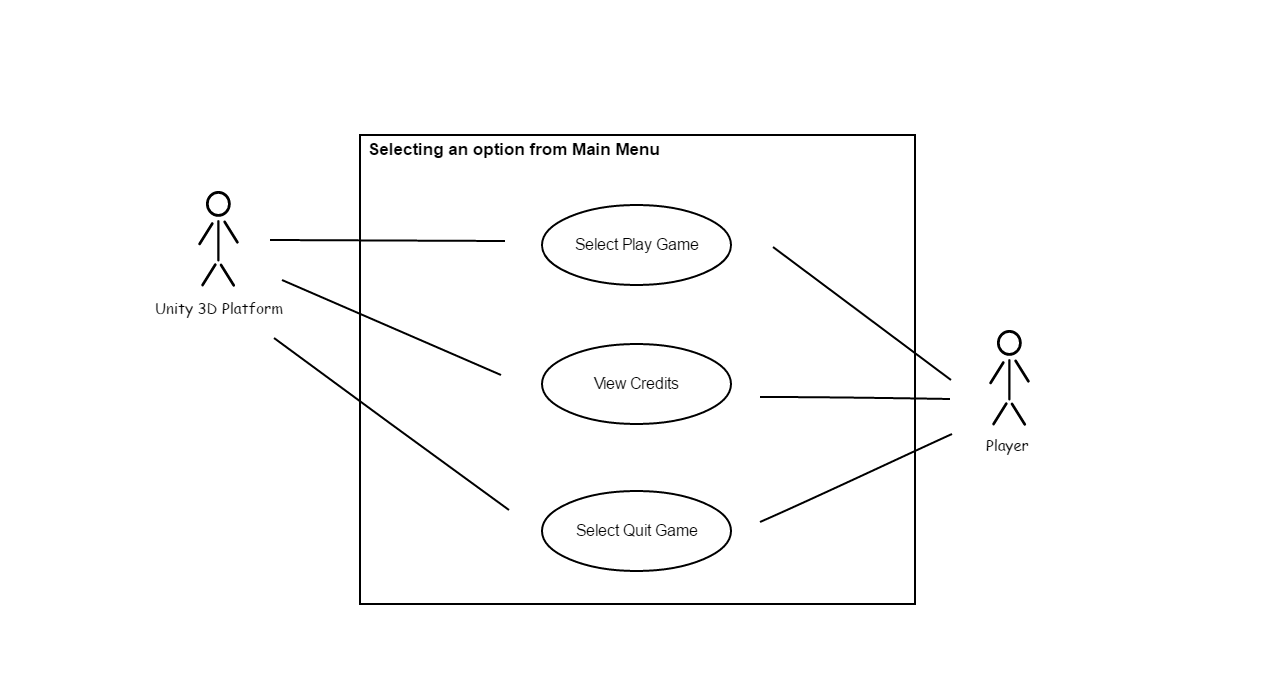 Selecting an option from Main Menu
Select Play Game
Unity 3D Platform
View Credits
Player
Select Quit Game